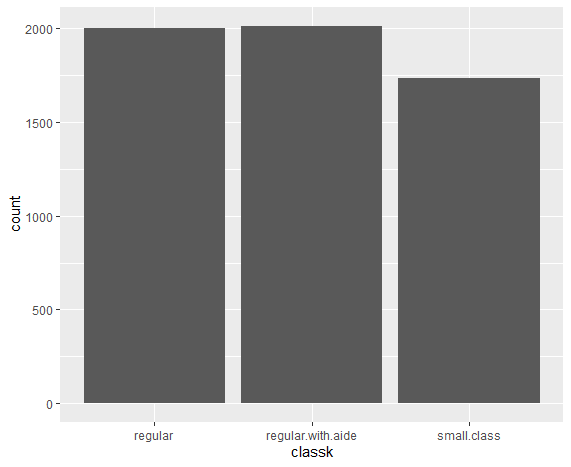 2000
1500
1000
500
0
count
regular
regular.with.aide
small.class
classk